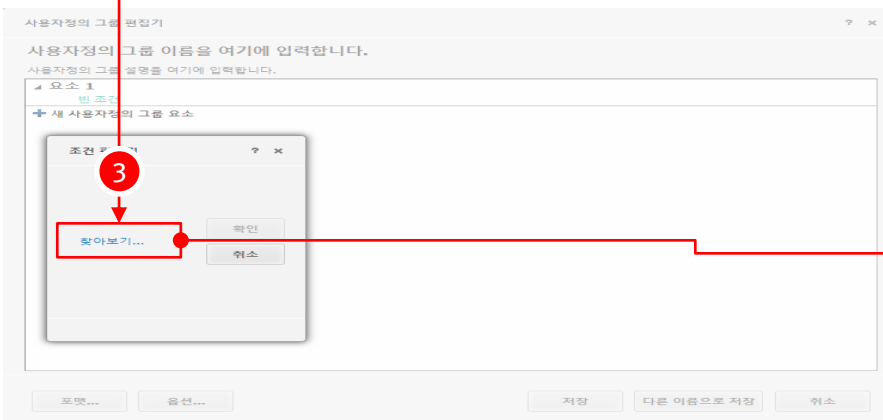 사용자정의 그룹 편집기 ? ×
사용자정의 그룹 이름을 여기에 입력합니다.
사용자정의 그룹 설명을 여기에 입력합니다.
요소 1
빈 조건
새 사용자정의 그룹 요소
조건 ? ×
3
찾아보기...
확인
취소
포맷... 옵션... 저장 다른 이름으로 저장 취소